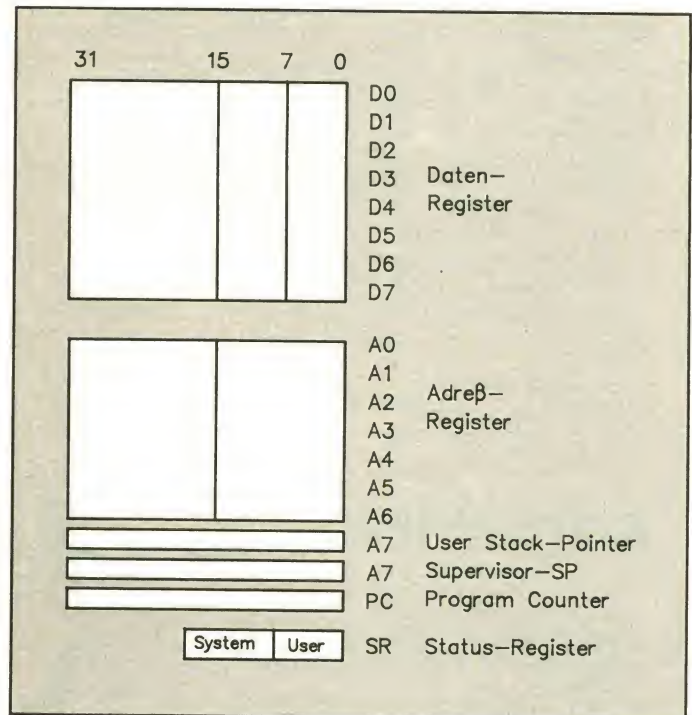 31 15 7 0
D0
D1
D2
D3 Daten–
D4 Register
D5
D6
D7
A0
A1
A2 Adreβ–
A3 Register
A4
A5
A6
A7 User Stack–Pointer
A7 Supervisor–SP
PC Program Counter
System User SR Status–Register